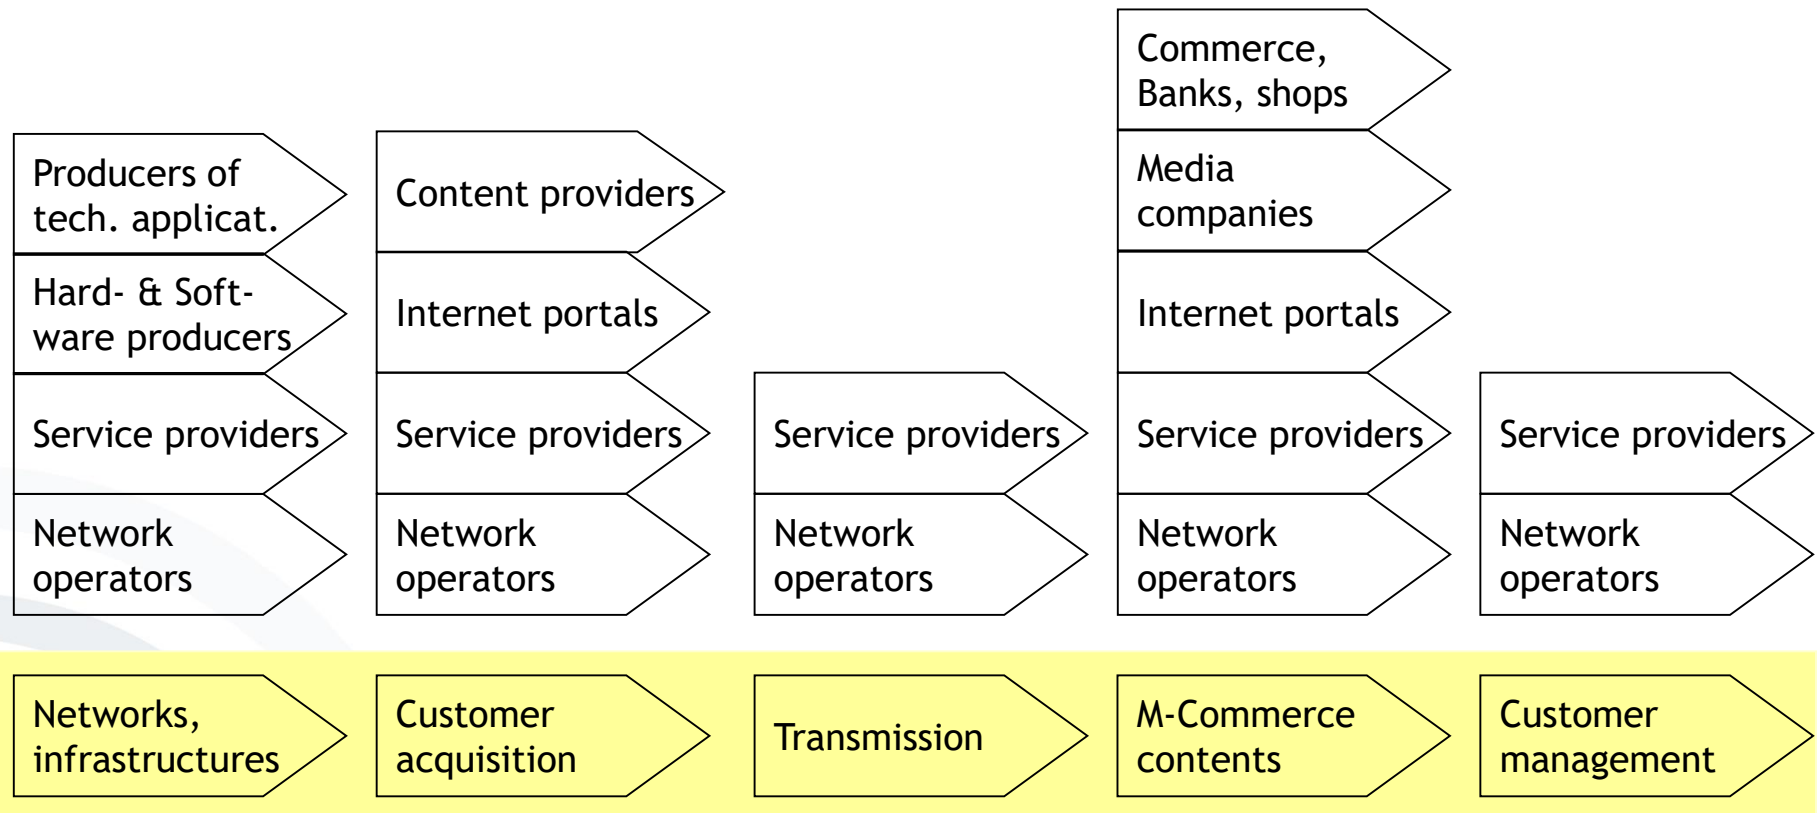 Commerce,
Banks, shops
Producers of
tech. applicat.
Content providers
Media
companies
Hard- & Soft-
ware producers
Internet portals
Internet portals
Service providers
Service providers
Service providers
Service providers
Service providers
Network
operators
Network
operators
Network
operators
Network
operators
Network
operators
Networks,
infrastructures
Customer
acquisition
Transmission
M-Commerce
contents
Customer
management